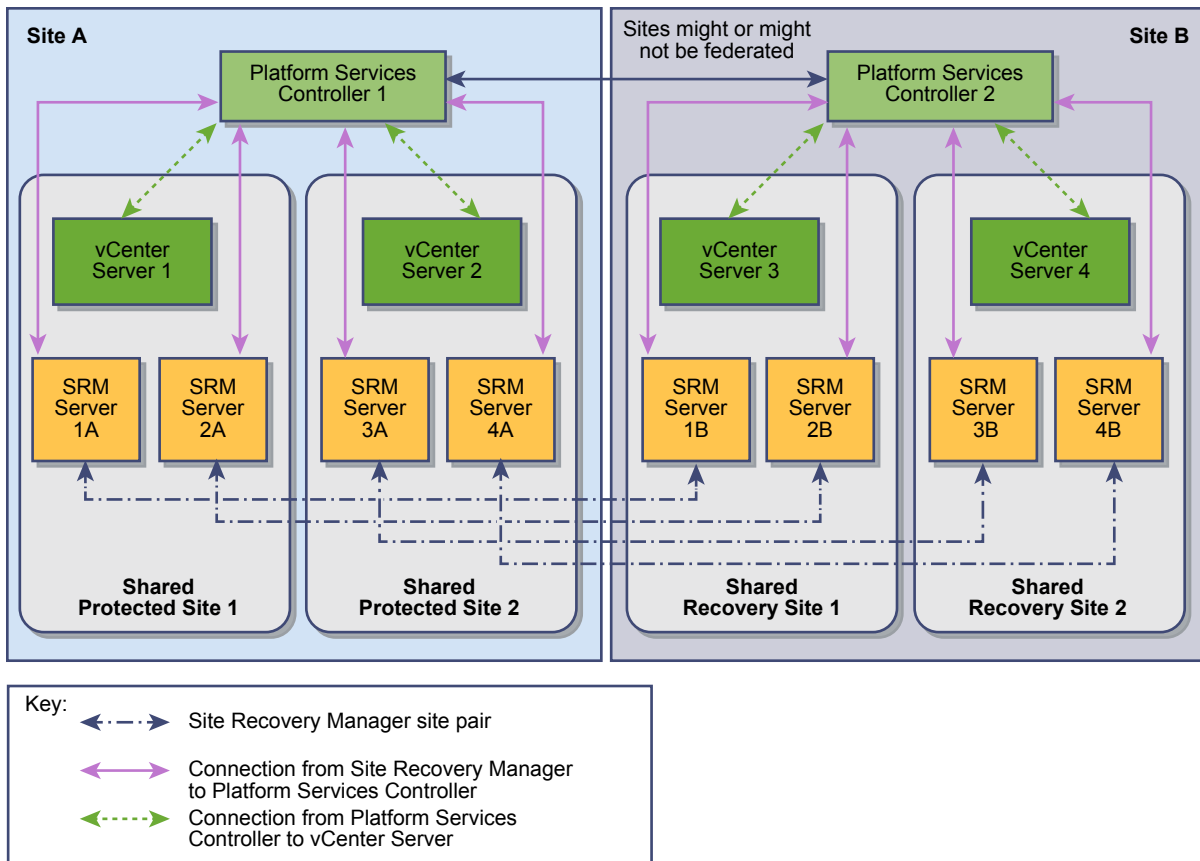 Site A
Sites might or might
not be federated
Site B
Platform Services
Controller 1
Platform Services
Controller 2
vCenter
Server 1
vCenter
Server 2
vCenter
Server 3
vCenter
Server 4
SRM
Server
1A
SRM
Server
2A
SRM
Server
3A
SRM
Server
4A
SRM
Server
1B
SRM
Server
2B
SRM
Server
3B
SRM
Server
4B
Shared
Protected Site 1
Shared
Protected Site 2
Shared
Recovery Site 1
Shared
Recovery Site 2
Key:
Site Recovery Manager site pair
Connection from Site Recovery Manager
to Platform Services Controller
Connection from Platform Services
Controller to vCenter Server